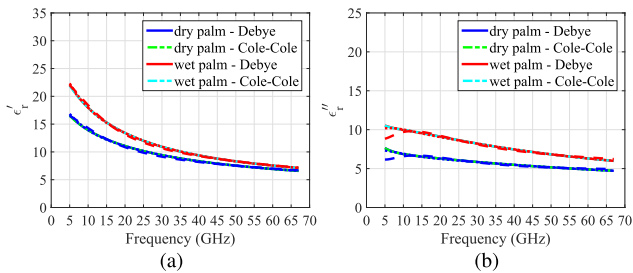 35
30
25
20
15
10
5
0
ϵ′r
dry palm - Debye
dry palm - Cole-Cole
wet palm - Debye
wet palm - Cole-Cole
0 5 10 15 20 25 30 35 40 45 50 55 60 65 70
Frequency (GHz)
(a)
25
20
15
10
5
0
ϵ″r
dry palm - Debye
dry palm - Cole-Cole
wet palm - Debye
wet palm - Cole-Cole
0 5 10 15 20 25 30 35 40 45 50 55 60 65 70
Frequency (GHz)
(b)